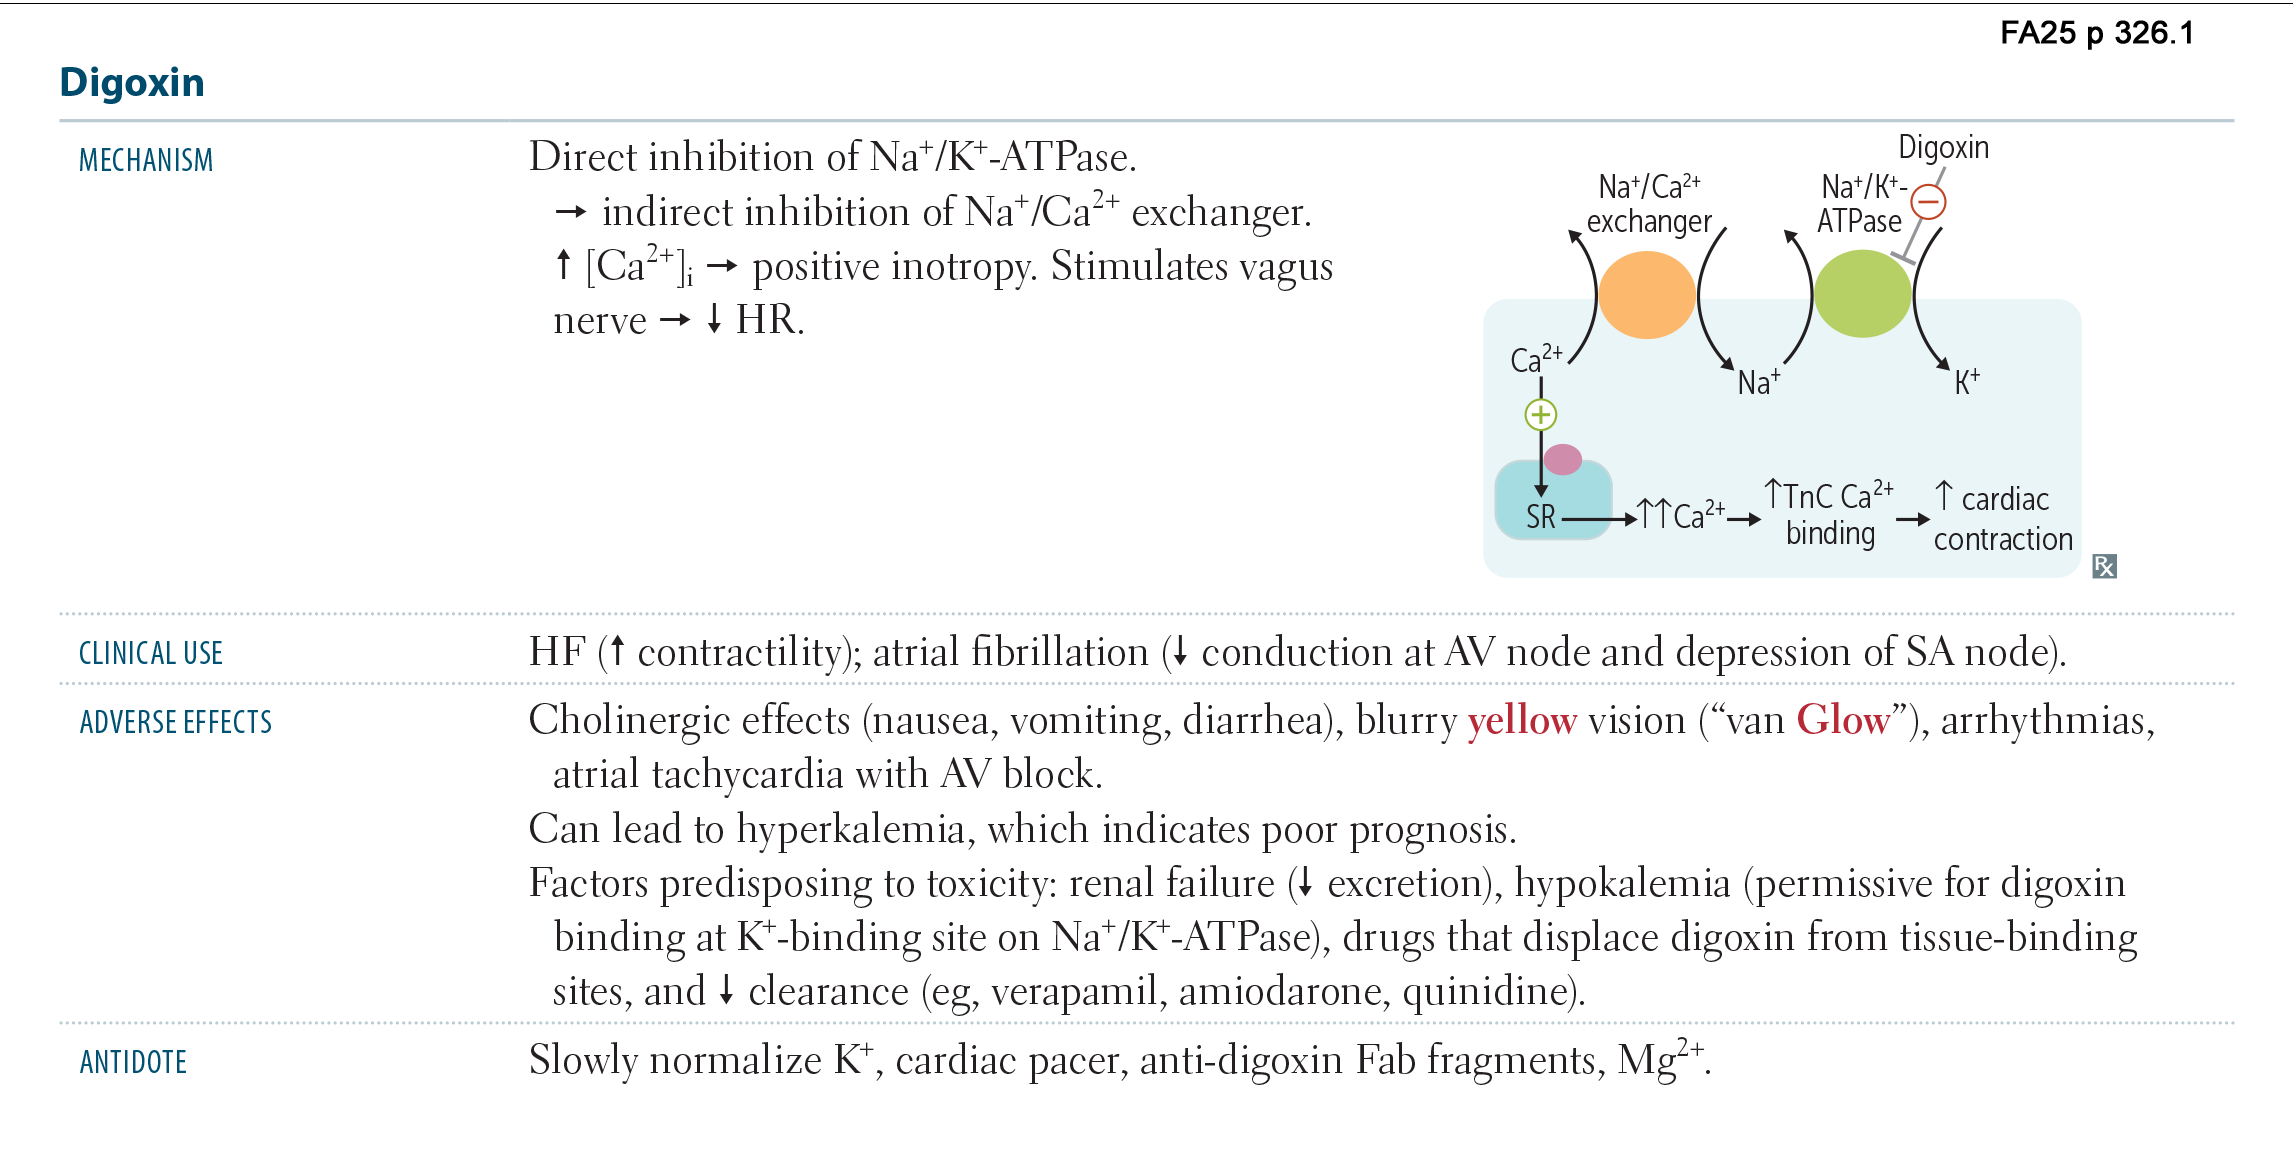 FA25 p 326.1
Digoxin
MECHANISM
Direct inhibition of Na⁺/K⁺-ATPase.
→ indirect inhibition of Na⁺/Ca²⁺ exchanger.
↑ [Ca²⁺]ᵢ → positive inotropy. Stimulates vagus
nerve → ↓ HR.
Digoxin
Na⁺/Ca²⁺
exchanger
Na⁺/K⁺-
ATPase
−
Ca²⁺
Na⁺
K⁺
+
SR
↑↑Ca²⁺
↑TnC Ca²⁺
binding
↑ cardiac
contraction
Rx
CLINICAL USE
HF (↑ contractility); atrial fibrillation (↓ conduction at AV node and depression of SA node).
ADVERSE EFFECTS
Cholinergic effects (nausea, vomiting, diarrhea), blurry yellow vision (“van Glow”), arrhythmias,
atrial tachycardia with AV block.
Can lead to hyperkalemia, which indicates poor prognosis.
Factors predisposing to toxicity: renal failure (↓ excretion), hypokalemia (permissive for digoxin
binding at K⁺-binding site on Na⁺/K⁺-ATPase), drugs that displace digoxin from tissue-binding
sites, and ↓ clearance (eg, verapamil, amiodarone, quinidine).
ANTIDOTE
Slowly normalize K⁺, cardiac pacer, anti-digoxin Fab fragments, Mg²⁺.